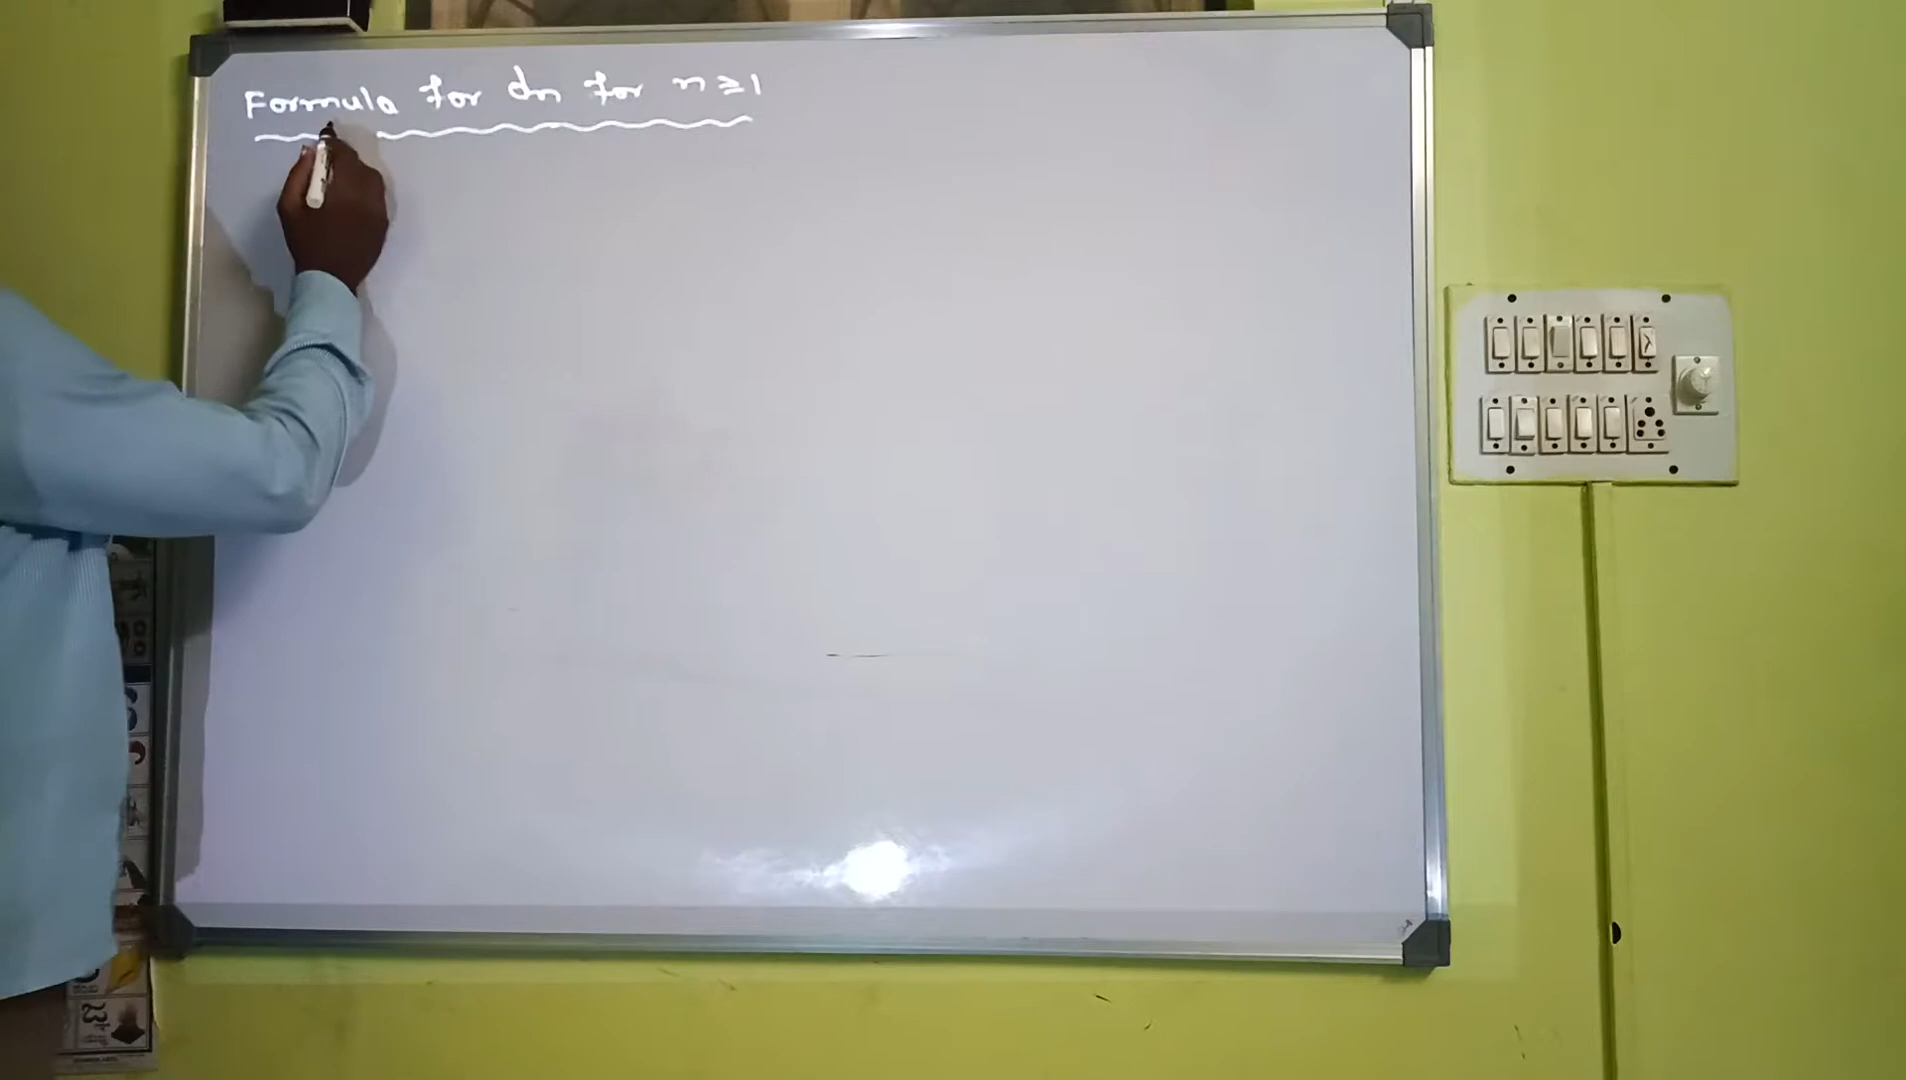 Formula for dn for n ≥ 1